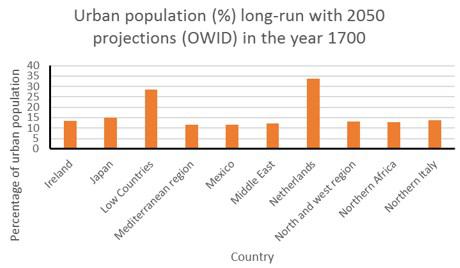 Urban population (%) long-run with 2050
projections (OWID) in the year 1700
Percentage of urban population
40
35
30
25
20
15
10
5
0
Ireland
Japan
Low Countries
Mediterranean region
Mexico
Middle East
Netherlands
North and west region
Northern Africa
Northern Italy
Country